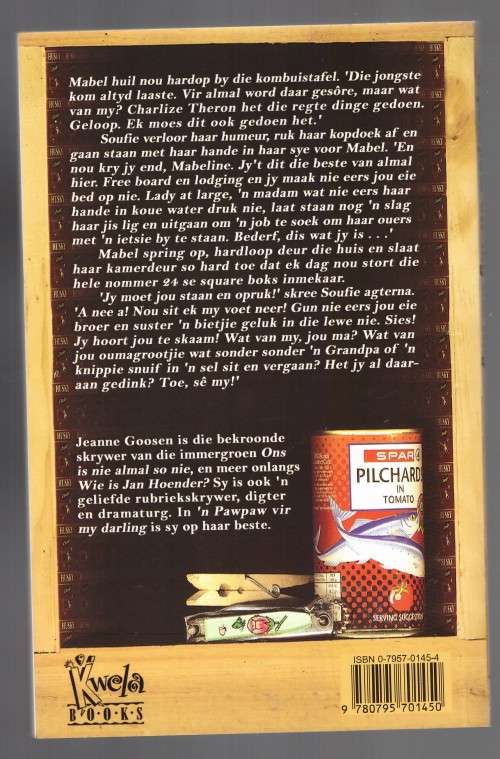 Mabel huil nou hardop by die kombuistafel. 'Die jongste
kom altyd laaste. Vir almal word daar gesôre, maar wat
van my? Charlize Theron het die regte dinge gedoen.
Geloop. Ek moes dit ook gedoen het.'
Soufie verloor haar humeur, ruk haar kopdoek af en
gaan staan met haar hande in haar sye voor Mabel. 'En
nou kry jy end, Mabeline. Jy't dit die beste van almal
hier. Free board en lodging en jy maak nie eers jou eie
bed op nie. Lady at large, 'n madam wat nie eers haar
hande in koue water druk nie, laat staan nog 'n slag
haar jis lig en uitgaan om 'n job te soek om haar ouers
met 'n ietsie by te staan. Bederf, dis wat jy is . . .'
Mabel spring op, hardloop deur die huis en slaat
haar kamerdeur so hard toe dat ek dag nou stort die
hele nommer 24 se square boks inmekaar.
'Jy moet jou staan en opruk!' skree Soufie agterna.
'A nee a! Nou sit ek my voet neer! Gun nie eers jou eie
broer en suster 'n bietjie geluk in die lewe nie. Sies!
Jy hoort jou te skaam! Wat van my, jou ma? Wat van
jou oumagrootjie wat sonder sonder 'n Grandpa of 'n
knippie snuif in 'n sel sit en vergaan? Het jy al daar-
aan gedink? Toe, sê my!'
Jeanne Goosen is die bekroonde
skrywer van die immergroen Ons
is nie almal so nie, en meer onlangs
Wie is Jan Hoender? Sy is ook 'n
geliefde rubriekskrywer, digter
en dramaturg. In 'n Pawpaw vir
my darling is sy op haar beste.
SPAR
PILCHARDS
IN
TOMATO
SERVING SUGGESTION
Kwela
B·O·O·K·S
ISBN 0-7957-0145-4
9 780795 701450